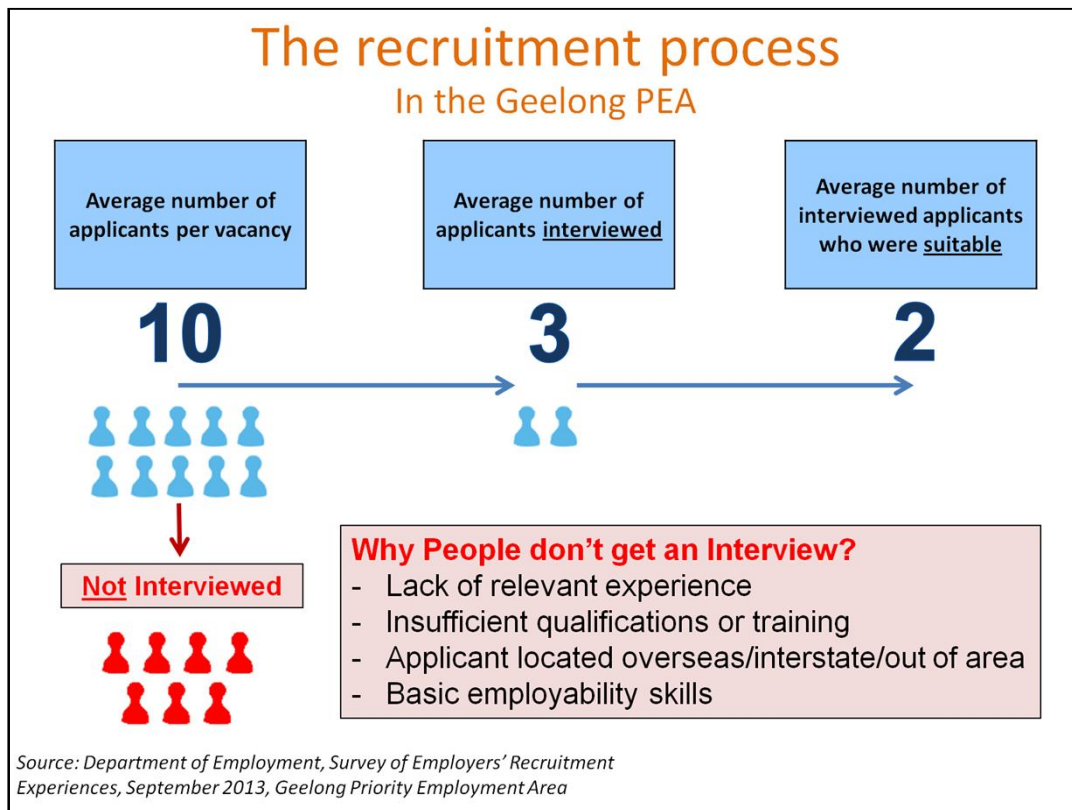 The recruitment process
In the Geelong PEA
Average number of
applicants per vacancy
Average number of
applicants interviewed
Average number of
interviewed applicants
who were suitable
10
3
2
Not Interviewed
Why People don't get an Interview?
- Lack of relevant experience
- Insufficient qualifications or training
- Applicant located overseas/interstate/out of area
- Basic employability skills
Source: Department of Employment, Survey of Employers' Recruitment
Experiences, September 2013, Geelong Priority Employment Area